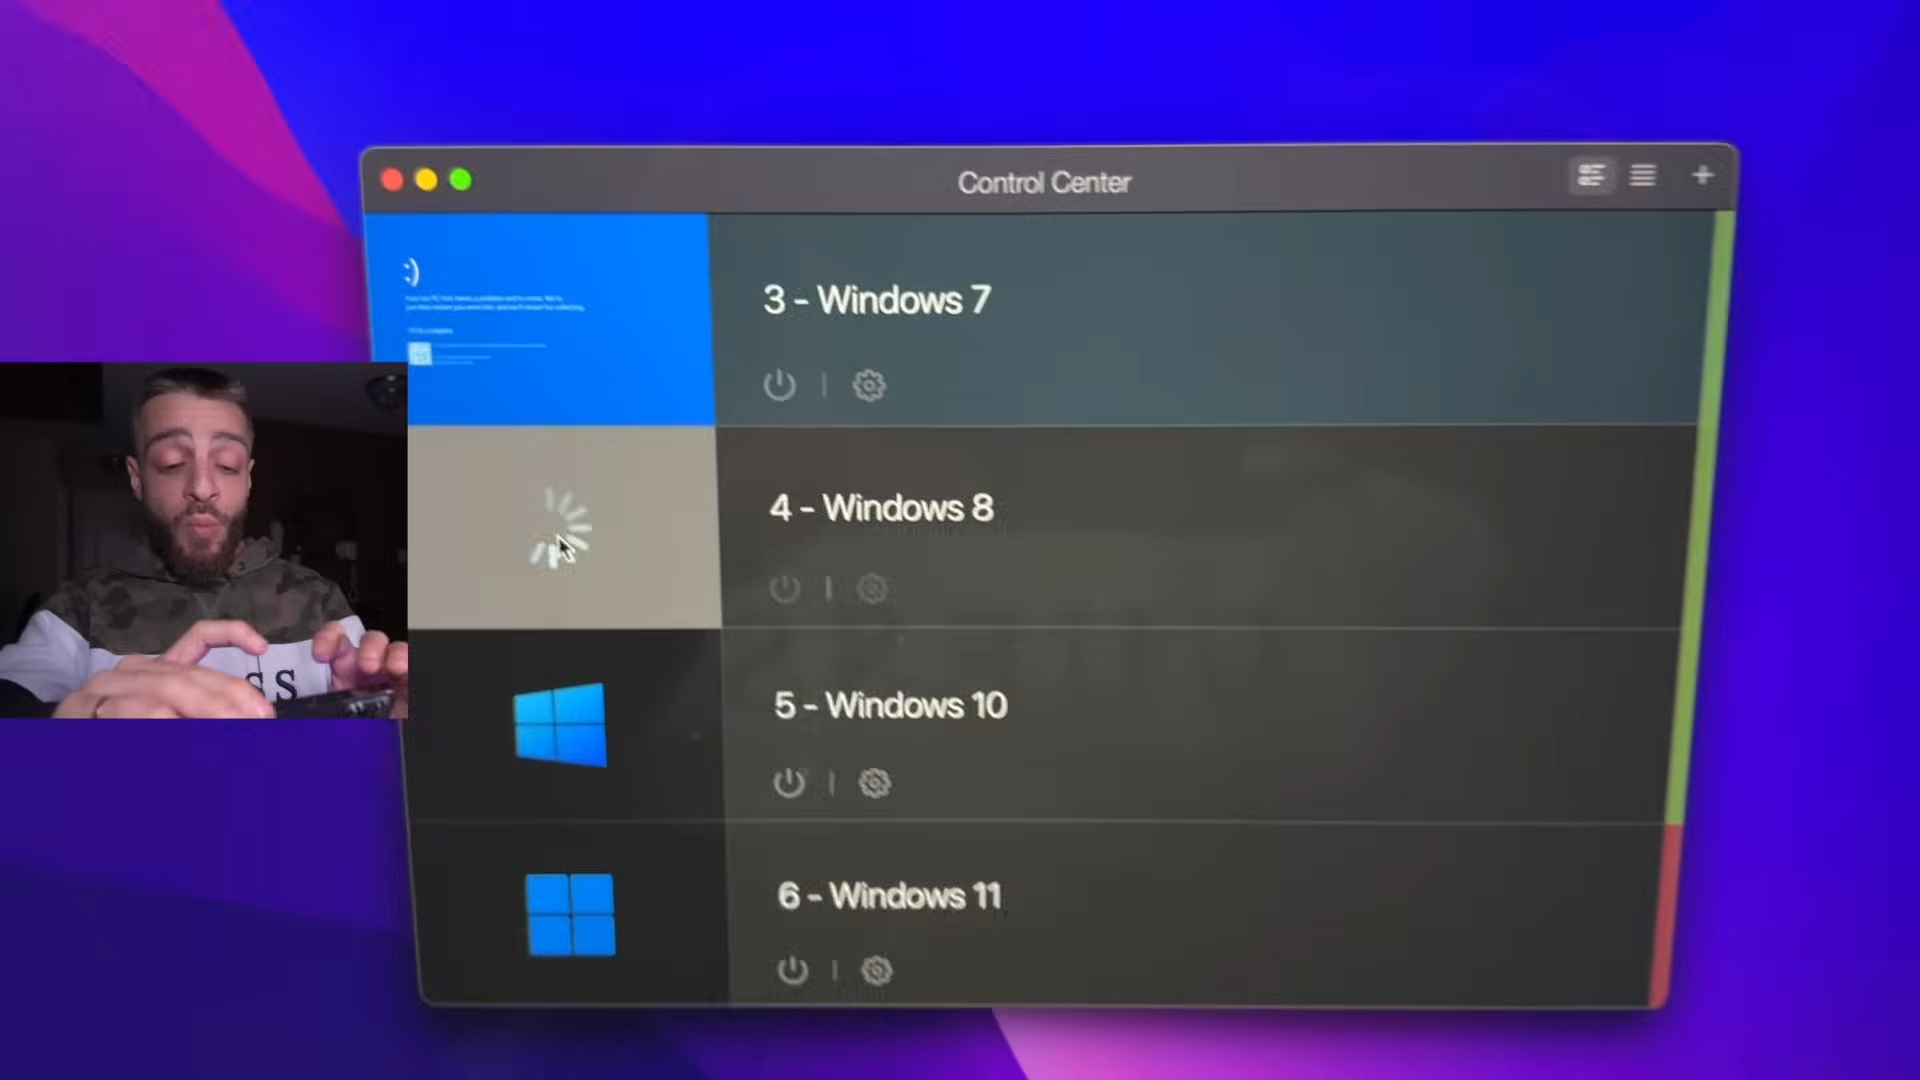 Control Center
:)
3 - Windows 7
4 - Windows 8
5 - Windows 10
SS
6 - Windows 11